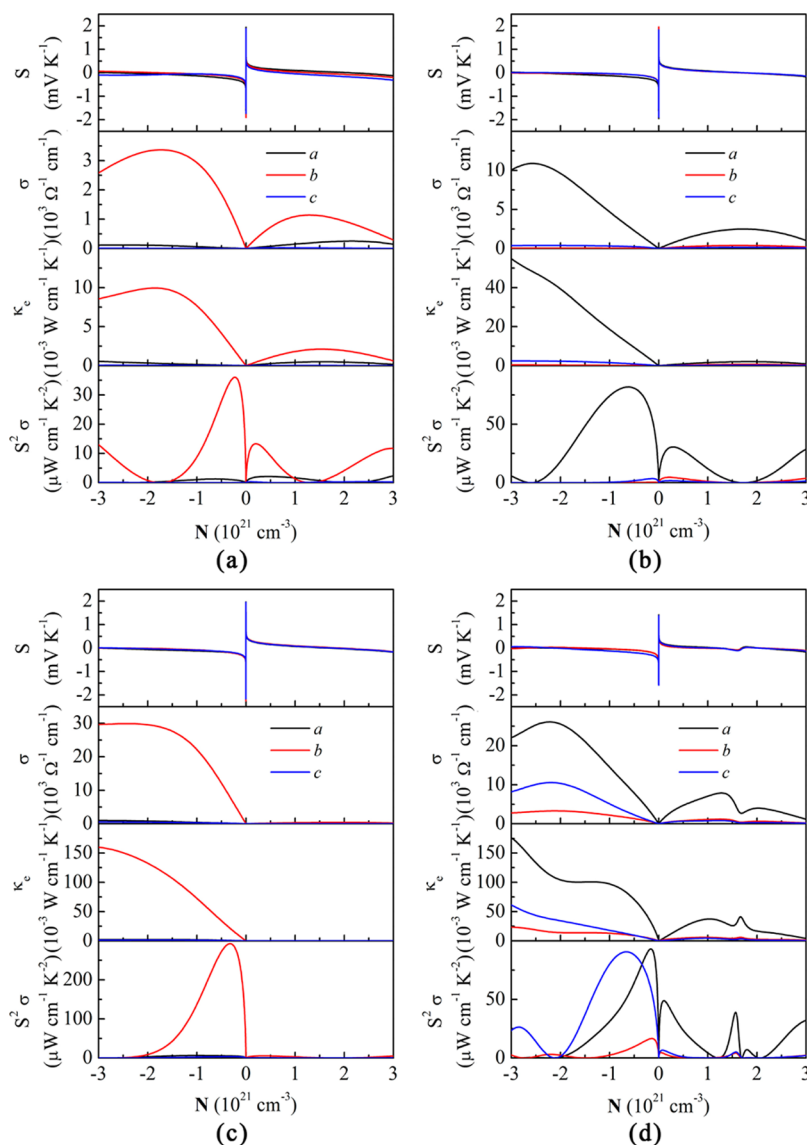 2
1
0
-1
-2
S
(mV K⁻¹)
3
2
1
0
σ
(10³ Ω⁻¹ cm⁻¹)
a
b
c
10
5
0
κₑ
(10⁻³ W cm⁻¹ K⁻¹)
30
20
10
0
S² σ
(μW cm⁻¹ K⁻²)
-3 -2 -1 0 1 2 3
N (10²¹ cm⁻³)
(a)
2
1
0
-1
-2
S
(mV K⁻¹)
10
5
0
σ
(10³ Ω⁻¹ cm⁻¹)
a
b
c
40
20
0
κₑ
(10⁻³ W cm⁻¹ K⁻¹)
50
0
S² σ
(μW cm⁻¹ K⁻²)
-3 -2 -1 0 1 2 3
N (10²¹ cm⁻³)
(b)
2
1
0
-1
-2
S
(mV K⁻¹)
30
20
10
0
σ
(10³ Ω⁻¹ cm⁻¹)
a
b
c
150
100
50
0
κₑ
(10⁻³ W cm⁻¹ K⁻¹)
200
100
0
S² σ
(μW cm⁻¹ K⁻²)
-3 -2 -1 0 1 2 3
N (10²¹ cm⁻³)
(c)
2
1
0
-1
-2
S
(mV K⁻¹)
30
20
10
0
σ
(10³ Ω⁻¹ cm⁻¹)
a
b
c
150
100
50
0
κₑ
(10⁻³ W cm⁻¹ K⁻¹)
50
0
S² σ
(μW cm⁻¹ K⁻²)
-3 -2 -1 0 1 2 3
N (10²¹ cm⁻³)
(d)